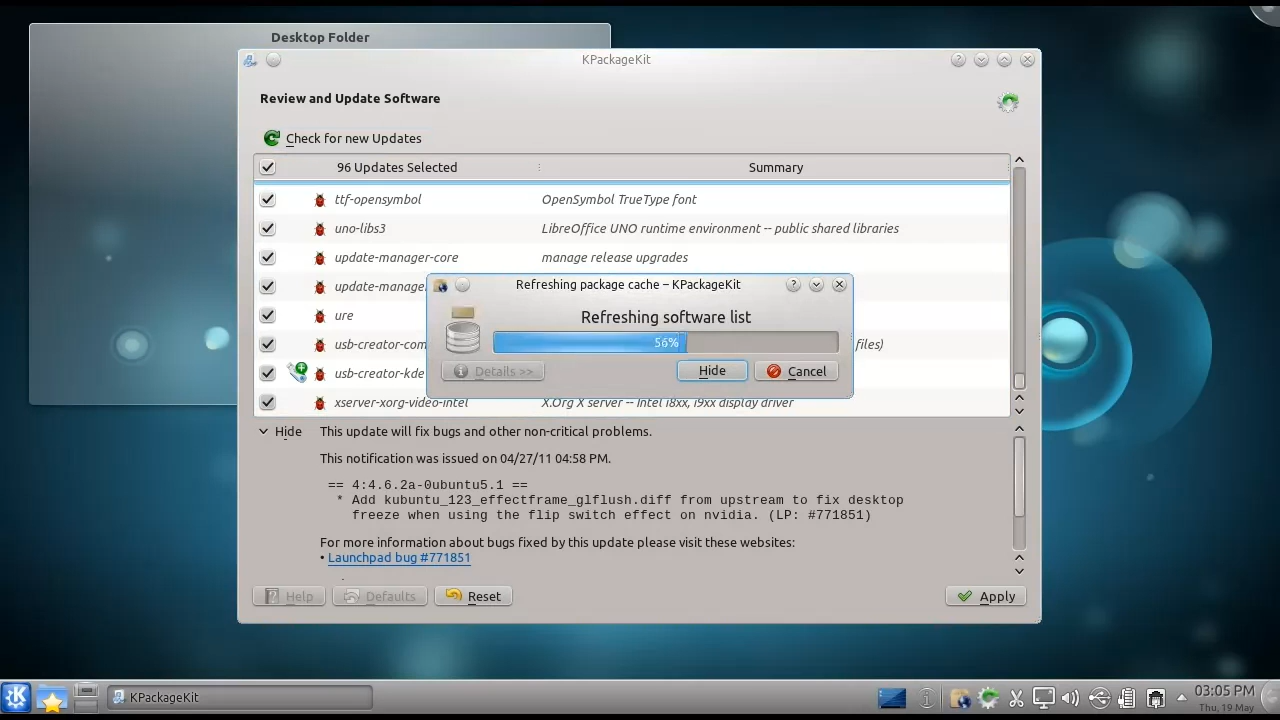 Desktop Folder
KPackageKit
Review and Update Software
Check for new Updates
96 Updates Selected Summary
ttf-opensymbol OpenSymbol TrueType font
uno-libs3 LibreOffice UNO runtime environment -- public shared libraries
update-manager-core manage release upgrades
update-manager
ure
usb-creator-com files)
usb-creator-kde
xserver-xorg-video-intel X.Org X server -- Intel i8xx, i9xx display driver
Refreshing package cache – KPackageKit
Refreshing software list
56%
Details >> Hide Cancel
Hide This update will fix bugs and other non-critical problems.
This notification was issued on 04/27/11 04:58 PM.
== 4:4.6.2a-0ubuntu5.1 ==
* Add kubuntu_123_effectframe_glflush.diff from upstream to fix desktop
freeze when using the flip switch effect on nvidia. (LP: #771851)
For more information about bugs fixed by this update please visit these websites:
• Launchpad bug #771851
Help Defaults Reset Apply
KPackageKit
03:05 PM
Thu, 19 May